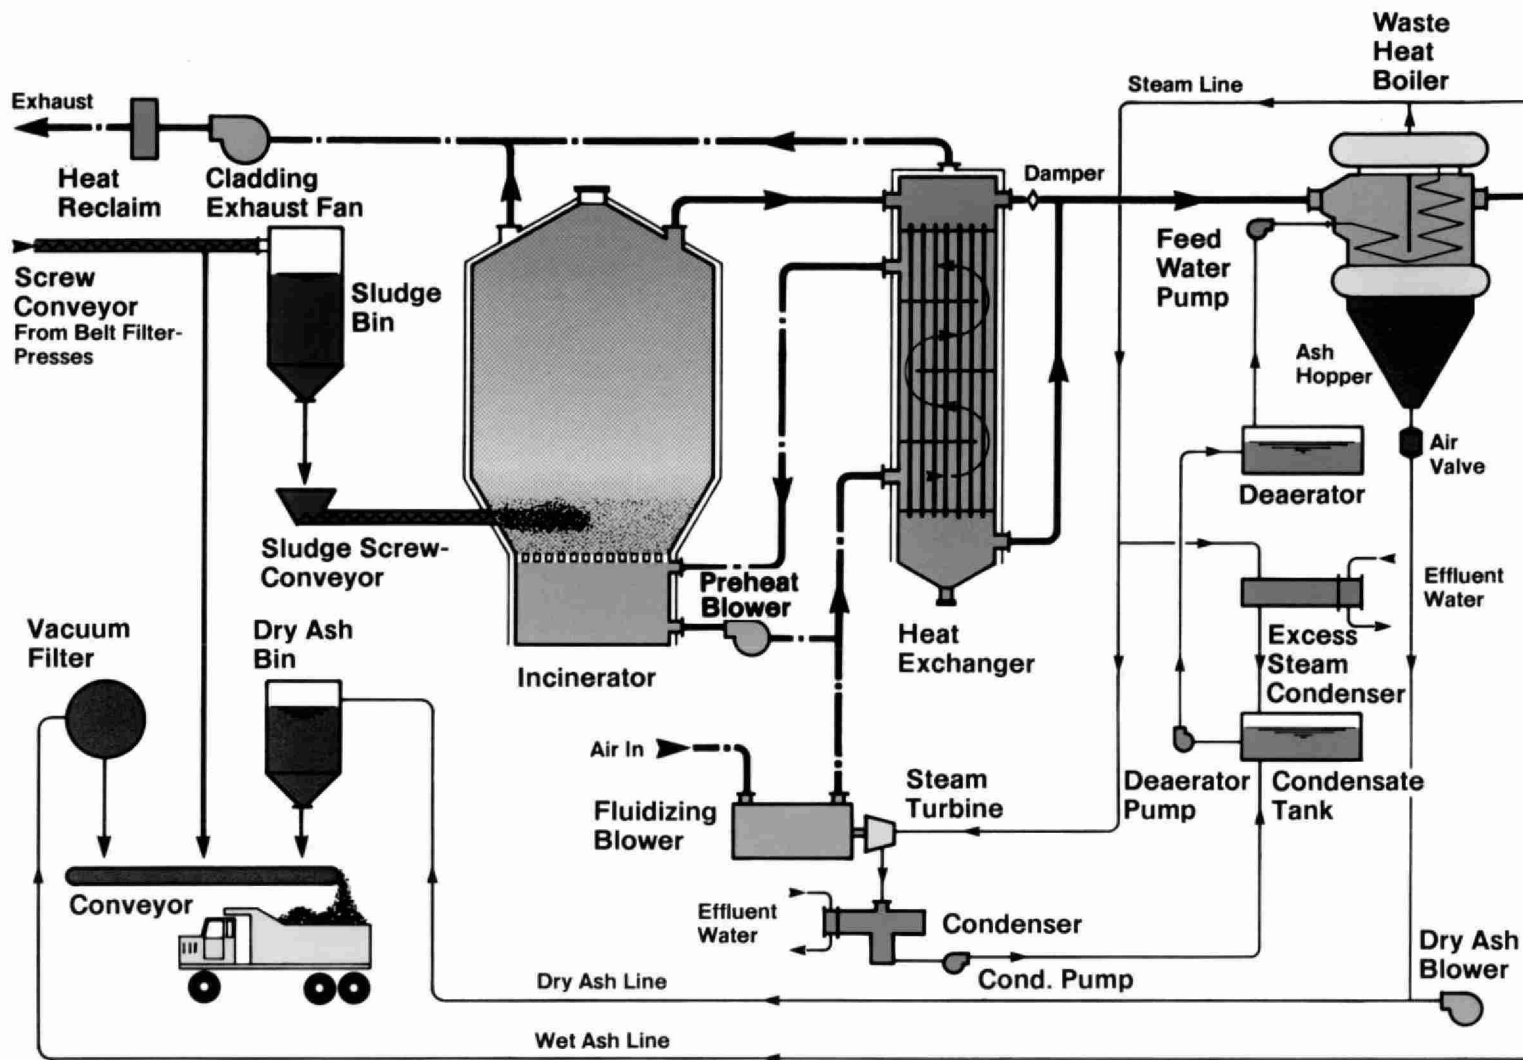 Waste
Heat
Boiler
Steam Line
Exhaust
Heat
Reclaim
Cladding
Exhaust Fan
Damper
Screw
Conveyor
From Belt Filter-
Presses
Sludge
Bin
Feed
Water
Pump
Ash
Hopper
Air
Valve
Deaerator
Sludge Screw-
Conveyor
Preheat
Blower
Effluent
Water
Vacuum
Filter
Dry Ash
Bin
Incinerator
Heat
Exchanger
Excess
Steam
Condenser
Air In
Fluidizing
Blower
Steam
Turbine
Deaerator
Pump
Condensate
Tank
Conveyor
Effluent
Water
Condenser
Cond. Pump
Dry Ash
Blower
Dry Ash Line
Wet Ash Line